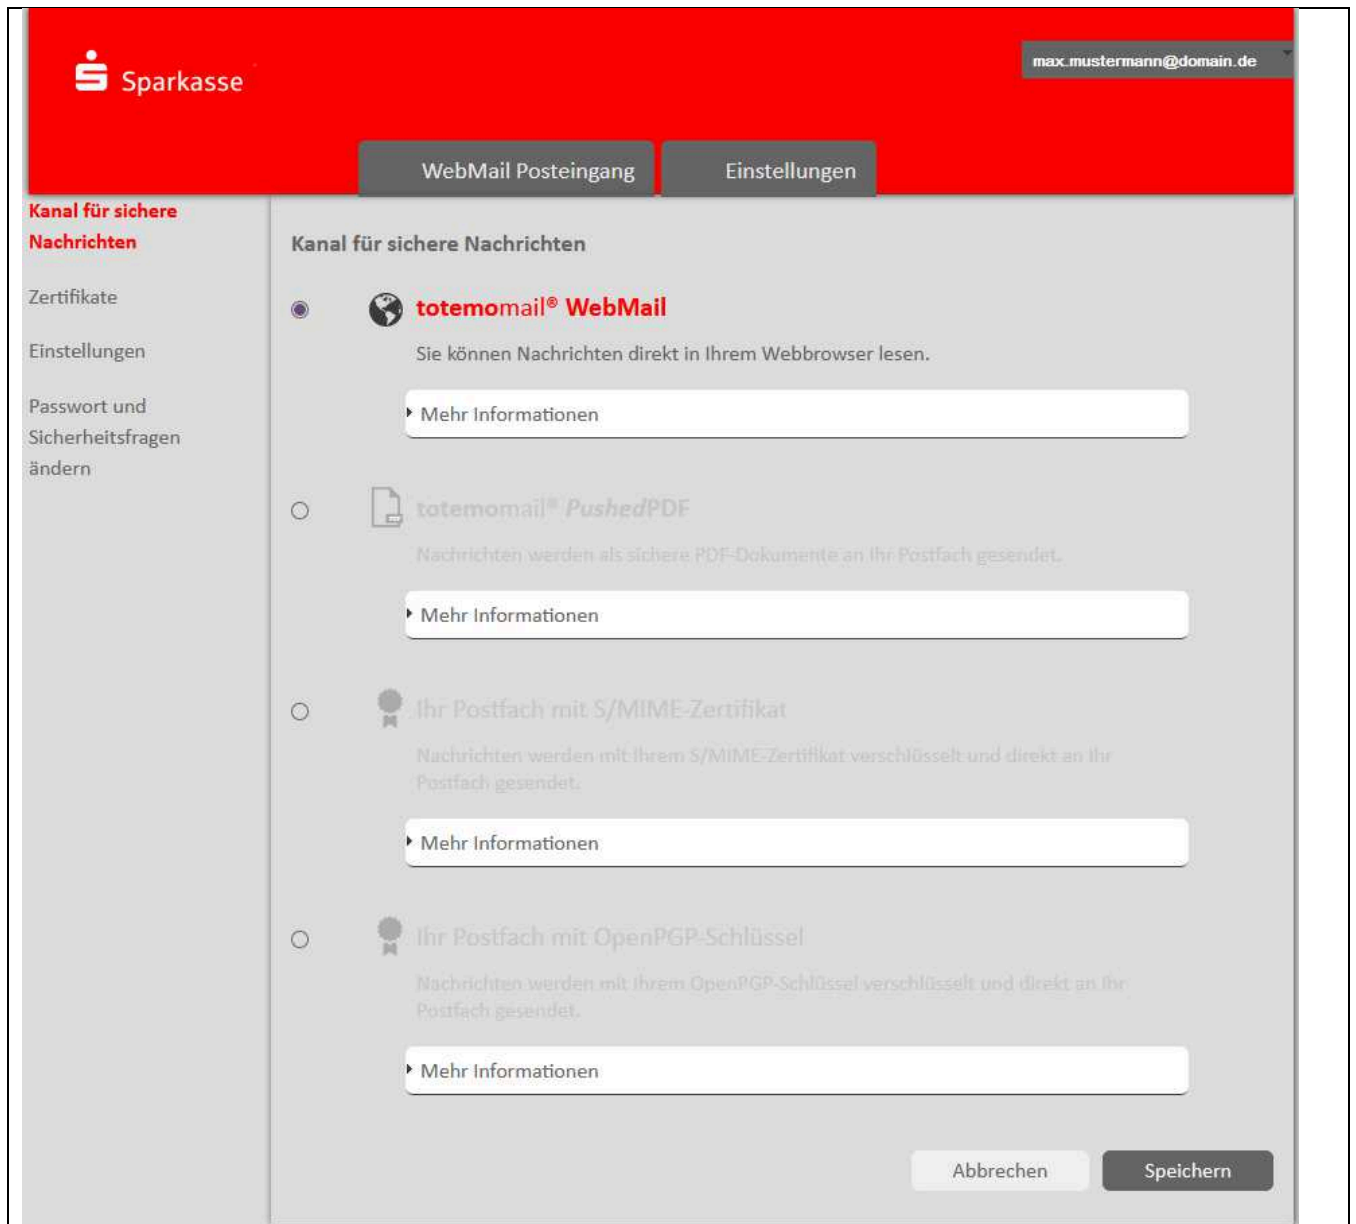 Sparkasse
max.mustermann@domain.de
WebMail Posteingang
Einstellungen
Kanal für sichere
Nachrichten
Zertifikate
Einstellungen
Passwort und
Sicherheitsfragen
ändern
Kanal für sichere Nachrichten
totemomail® WebMail
Sie können Nachrichten direkt in Ihrem Webbrowser lesen.
Mehr Informationen
totemomail® PushedPDF
Nachrichten werden als sichere PDF-Dokumente an Ihr Postfach gesendet.
Mehr Informationen
Ihr Postfach mit S/MIME-Zertifikat
Nachrichten werden mit Ihrem S/MIME-Zertifikat verschlüsselt und direkt an Ihr
Postfach gesendet.
Mehr Informationen
Ihr Postfach mit OpenPGP-Schlüssel
Nachrichten werden mit Ihrem OpenPGP-Schlüssel verschlüsselt und direkt an Ihr
Postfach gesendet.
Mehr Informationen
Abbrechen
Speichern